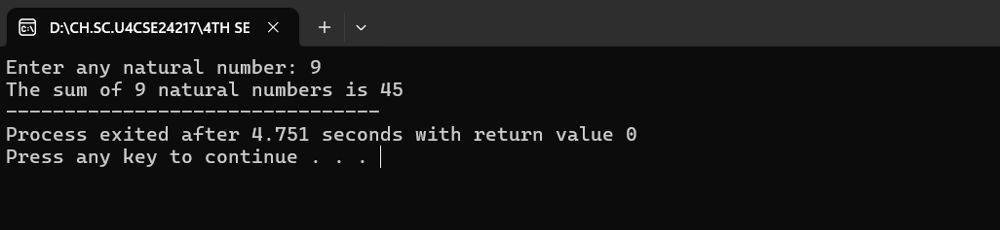 D:\CH.SC.U4CSE24217\4TH SE
Enter any natural number: 9
The sum of 9 natural numbers is 45
--------------------------------
Process exited after 4.751 seconds with return value 0
Press any key to continue . . .